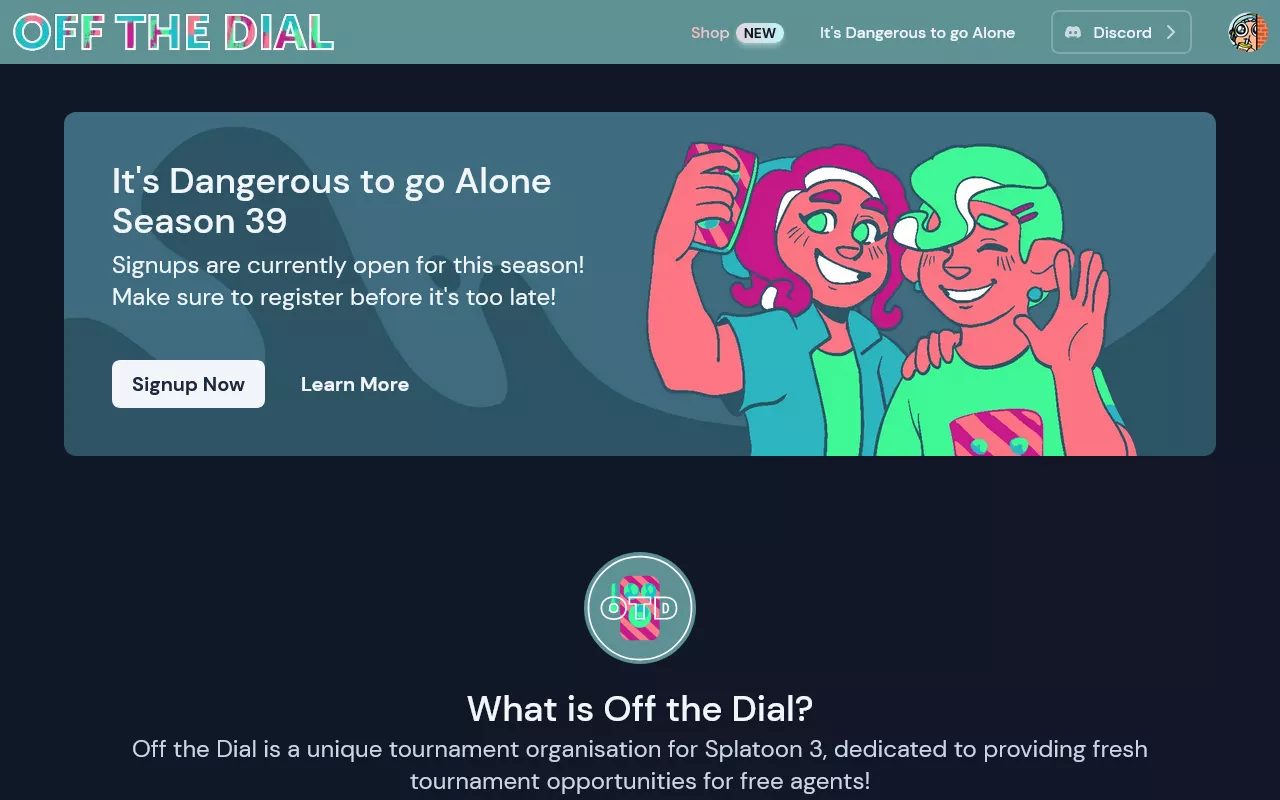 OFF THE DIAL
Shop NEW
It's Dangerous to go Alone
Discord
It's Dangerous to go Alone
Season 39
Signups are currently open for this season!
Make sure to register before it's too late!
Signup Now
Learn More
OTD
What is Off the Dial?
Off the Dial is a unique tournament organisation for Splatoon 3, dedicated to providing fresh
tournament opportunities for free agents!